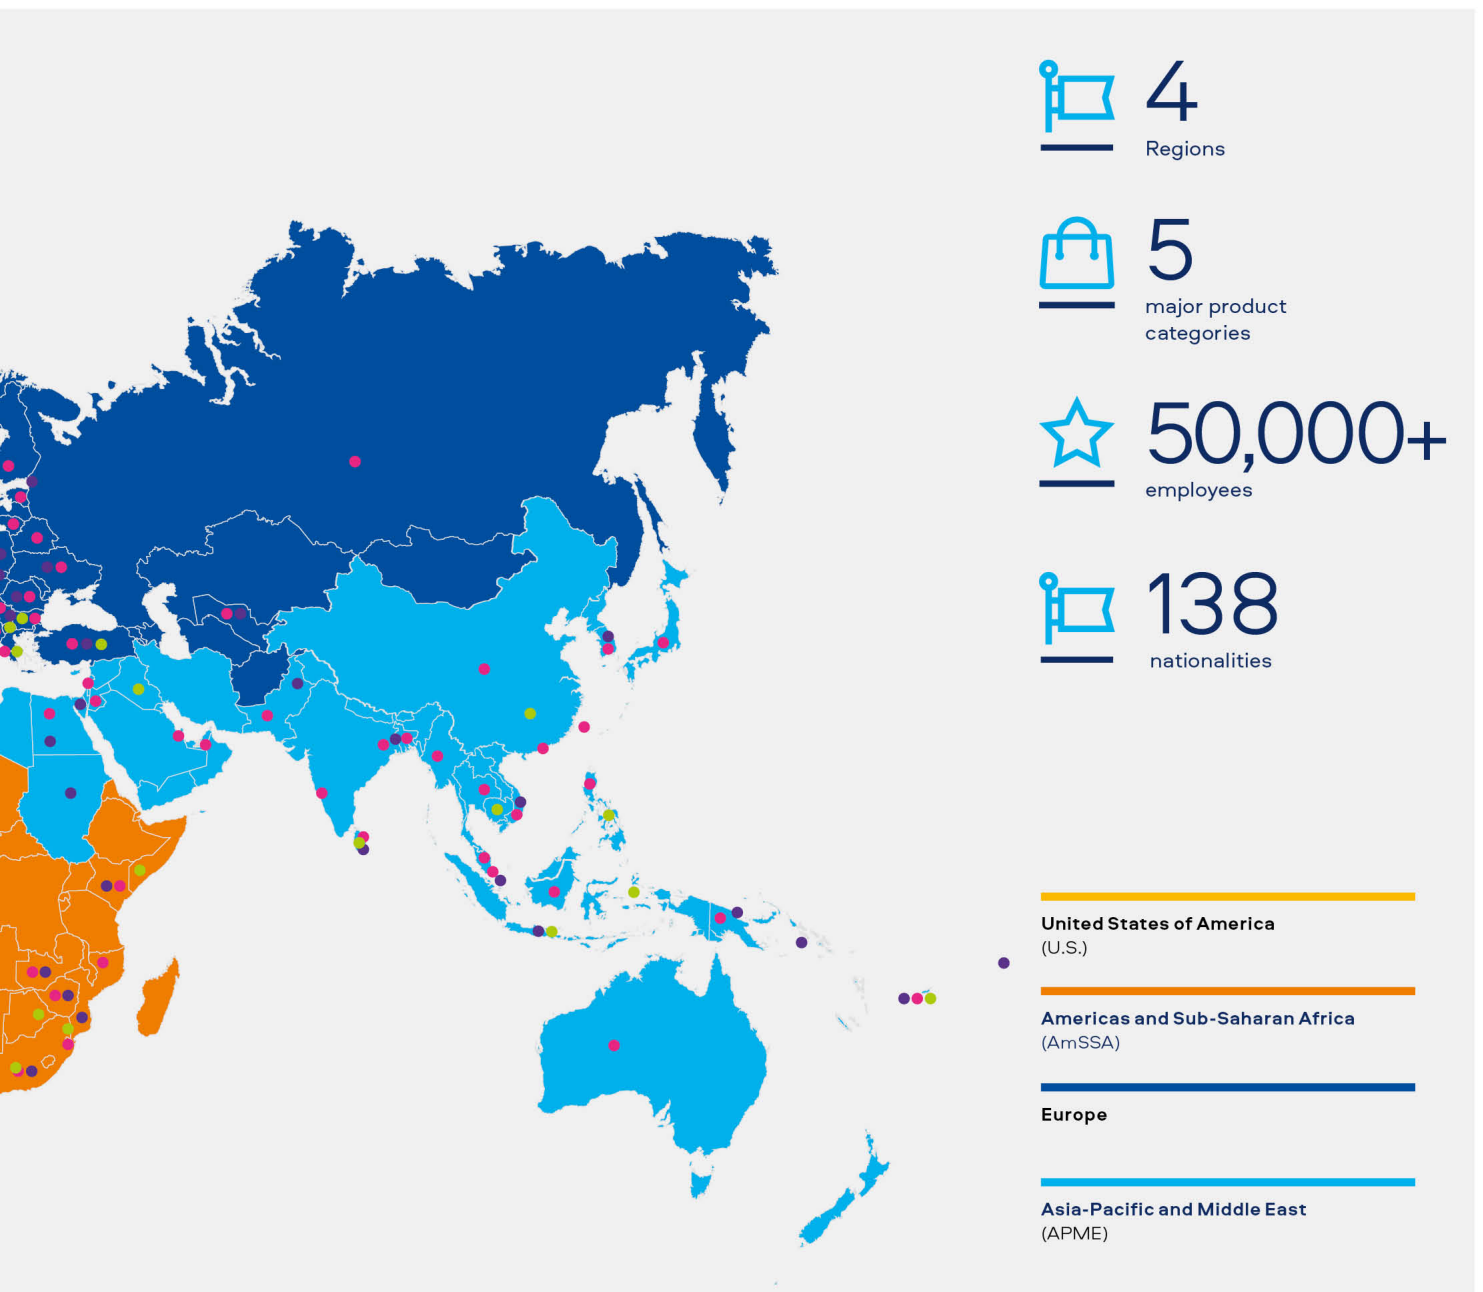 4
Regions
5
major product
categories
50,000+
employees
138
nationalities
United States of America
(U.S.)
Americas and Sub-Saharan Africa
(AmSSA)
Europe
Asia-Pacific and Middle East
(APME)